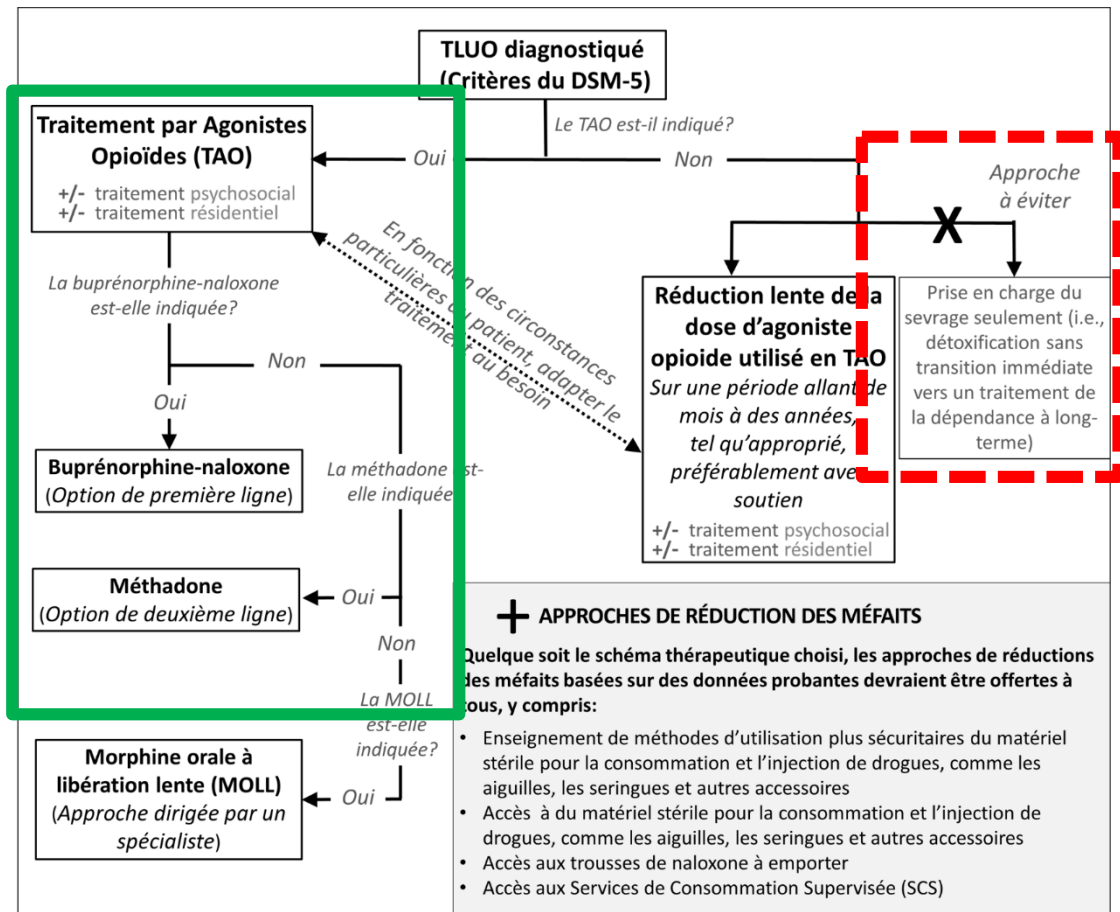 TLUO diagnostiqué
(Critères du DSM-5)
Le TAO est-il indiqué?
Oui
Non
Traitement par Agonistes
Opioïdes (TAO)
+/- traitement psychosocial
+/- traitement résidentiel
Approche
à éviter
X
En fonction des circonstances
particulières du patient, adapter le
traitement au besoin
La buprénorphine-naloxone
est-elle indiquée?
Non
Oui
Buprénorphine-naloxone
(Option de première ligne)
La méthadone est-
elle indiquée
Méthadone
(Option de deuxième ligne)
Oui
Non
La MOLL
est-elle
indiquée?
Morphine orale à
libération lente (MOLL)
(Approche dirigée par un
spécialiste)
Oui
Réduction lente de la
dose d'agoniste
opioide utilisé en TAO
Sur une période allant de
mois à des années,
tel qu'approprié,
préférablement avec
soutien
+/- traitement psychosocial
+/- traitement résidentiel
Prise en charge du
sevrage seulement (i.e.,
détoxification sans
transition immédiate
vers un traitement de
la dépendance à long-
terme)
+ APPROCHES DE RÉDUCTION DES MÉFAITS
Quelque soit le schéma thérapeutique choisi, les approches de réductions
des méfaits basées sur des données probantes devraient être offertes à
tous, y compris:
• Enseignement de méthodes d'utilisation plus sécuritaires du matériel
stérile pour la consommation et l'injection de drogues, comme les
aiguilles, les seringues et autres accessoires
• Accès à du matériel stérile pour la consommation et l'injection de
drogues, comme les aiguilles, les seringues et autres accessoires
• Accès aux trousses de naloxone à emporter
• Accès aux Services de Consommation Supervisée (SCS)